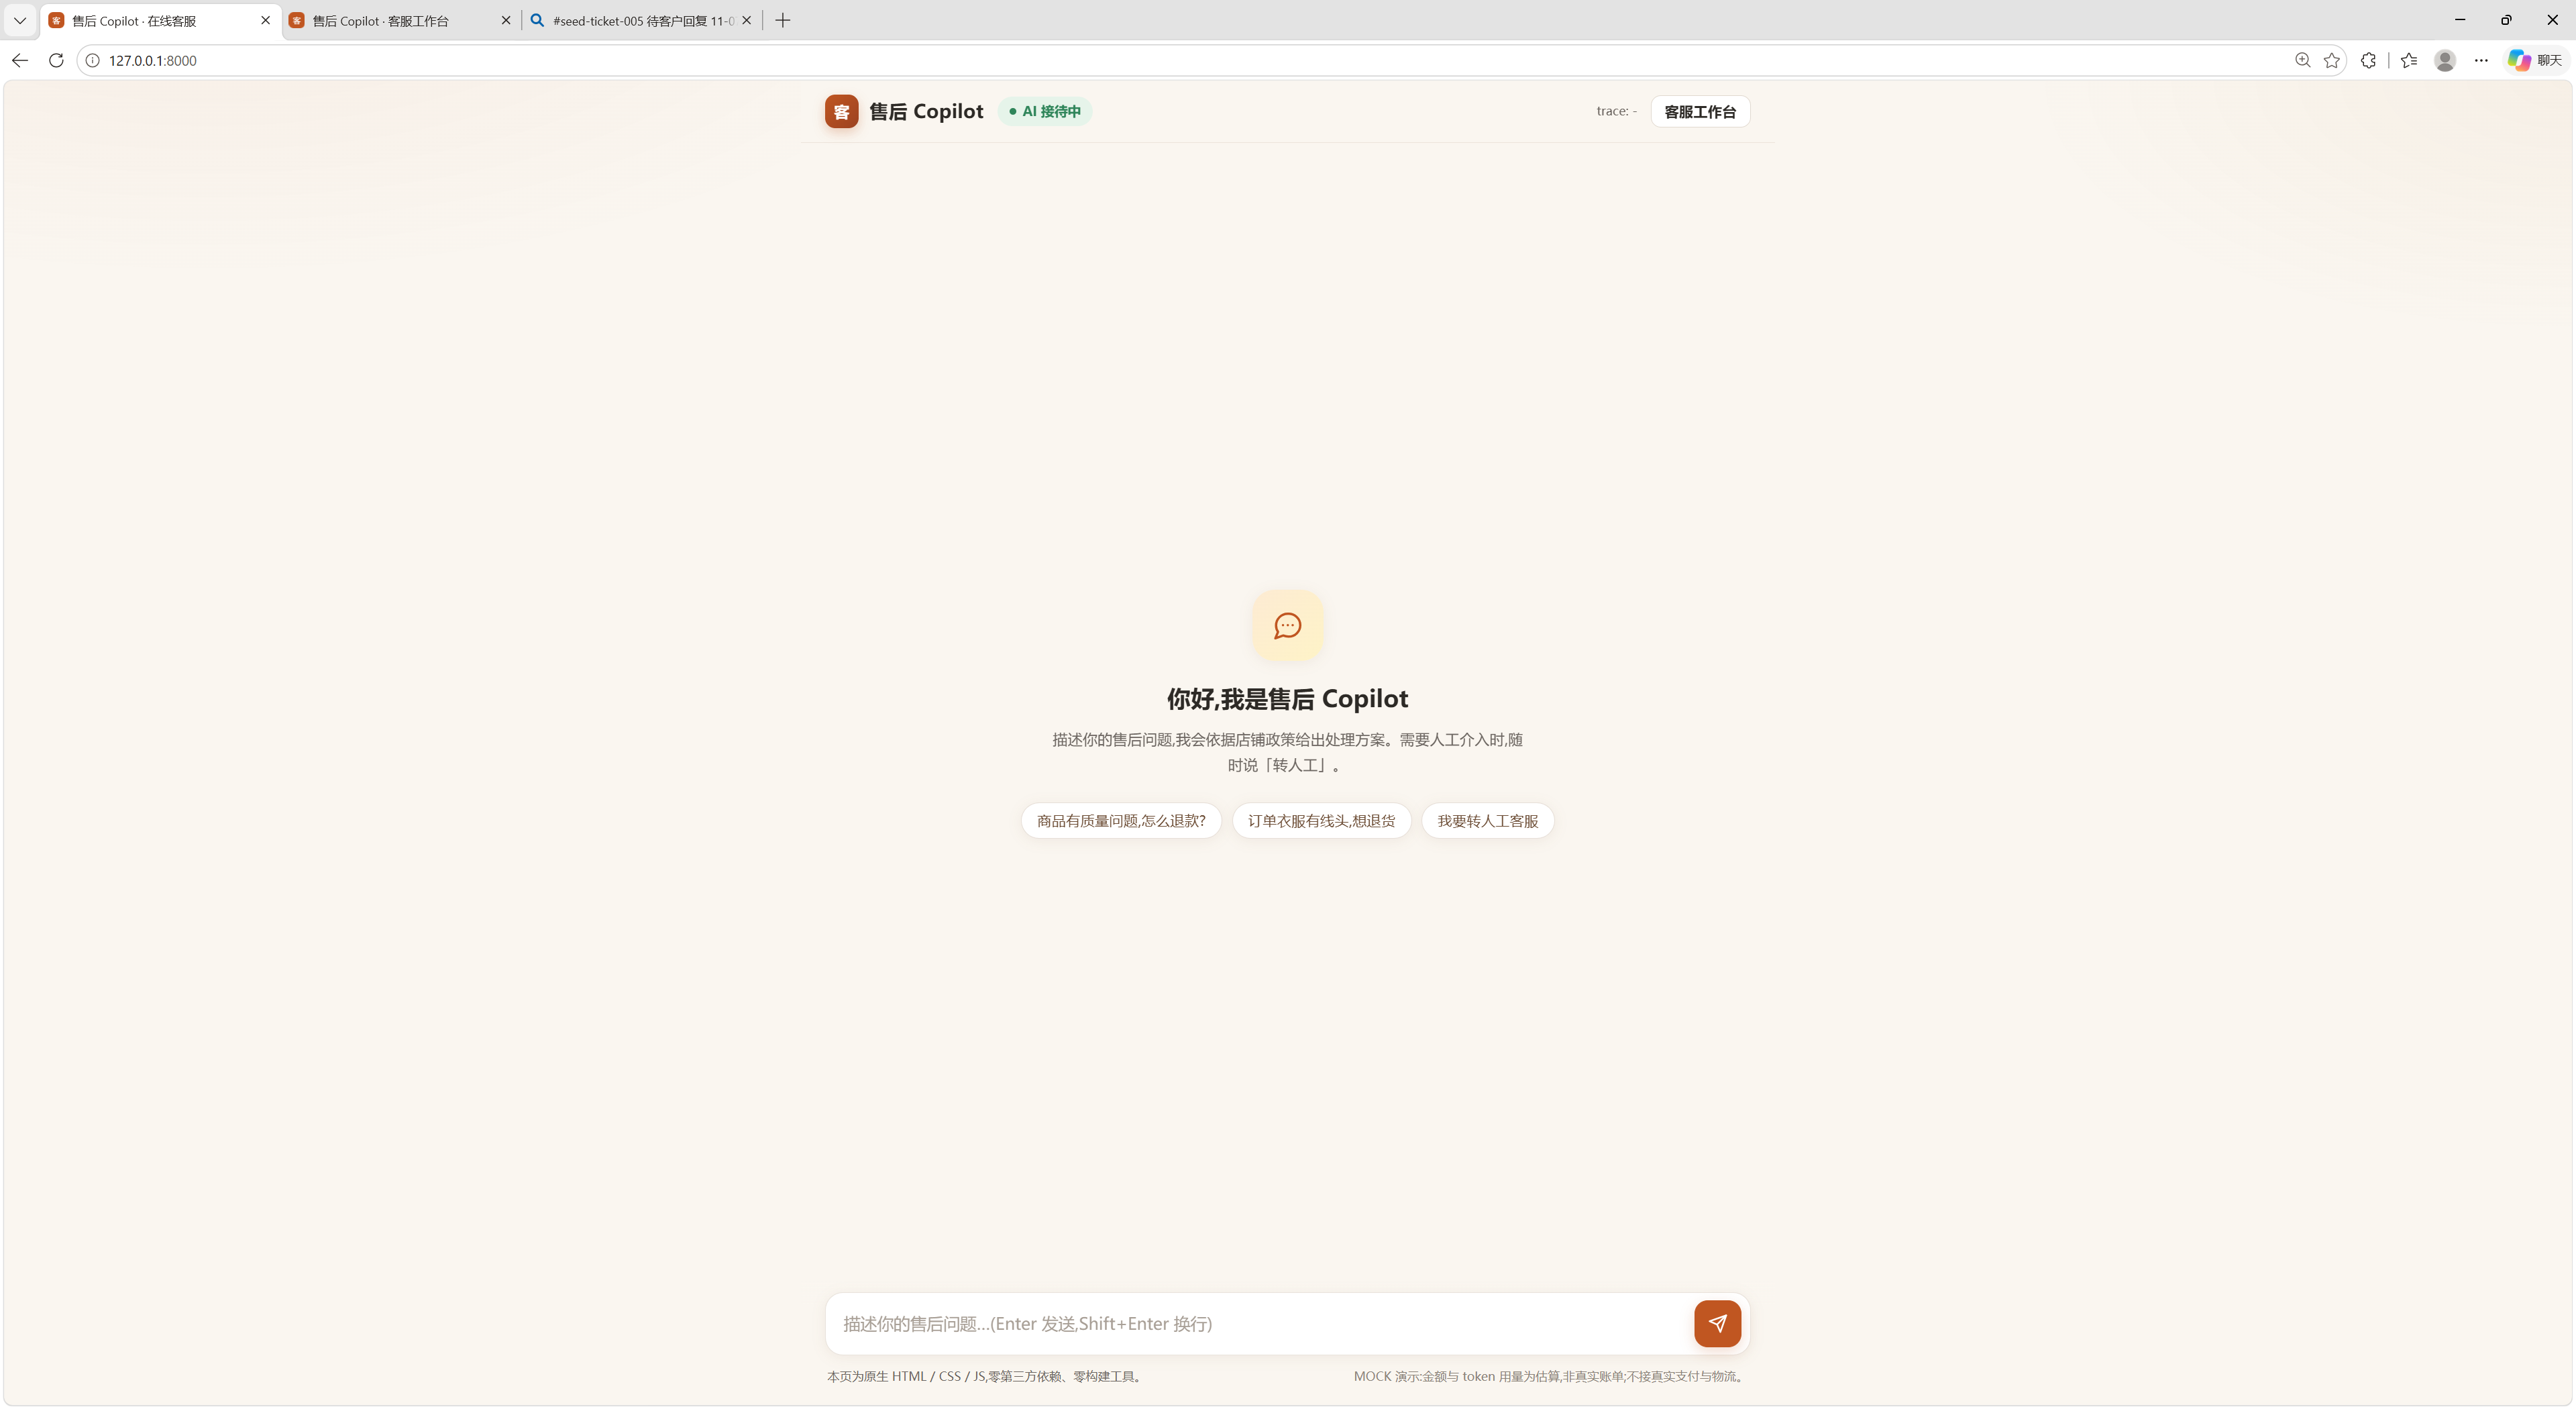 售后 Copilot · 在线客服
售后 Copilot · 客服工作台
#seed-ticket-005 待客户回复 11-0
127.0.0.1:8000
聊天
客 售后 Copilot
AI 接待中
trace: -
客服工作台
你好,我是售后 Copilot
描述你的售后问题,我会依据店铺政策给出处理方案。需要人工介入时,随
时说「转人工」。
商品有质量问题,怎么退款?
订单衣服有线头,想退货
我要转人工客服
描述你的售后问题...(Enter 发送,Shift+Enter 换行)
本页为原生 HTML / CSS / JS,零第三方依赖、零构建工具。
MOCK 演示:金额与 token 用量为估算,非真实账单;不接真实支付与物流。